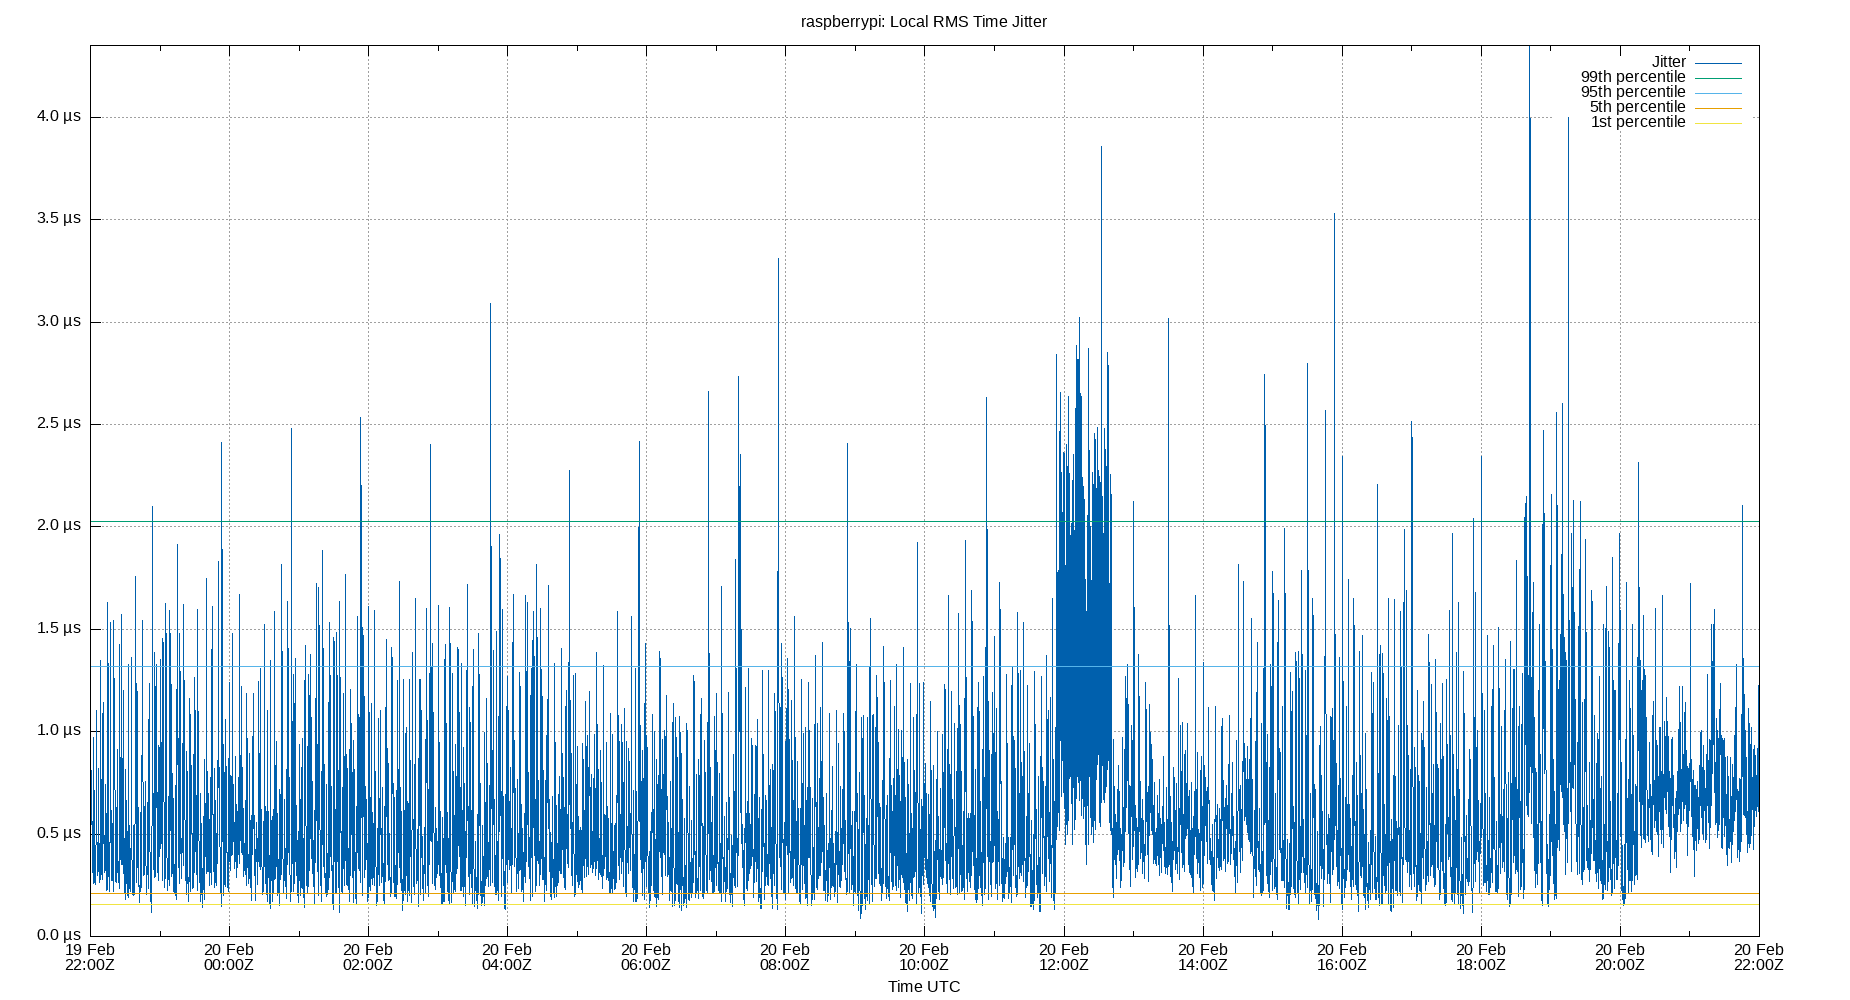 raspberrypi: Local RMS Time Jitter
Jitter
99th percentile
95th percentile
5th percentile
1st percentile
4.0 µs
3.5 µs
3.0 µs
2.5 µs
2.0 µs
1.5 µs
1.0 µs
0.5 µs
0.0 µs
19 Feb 20 Feb 20 Feb 20 Feb 20 Feb 20 Feb 20 Feb 20 Feb 20 Feb 20 Feb 20 Feb 20 Feb 20 Feb
22:00Z 00:00Z 02:00Z 04:00Z 06:00Z 08:00Z 10:00Z 12:00Z 14:00Z 16:00Z 18:00Z 20:00Z 22:00Z
Time UTC